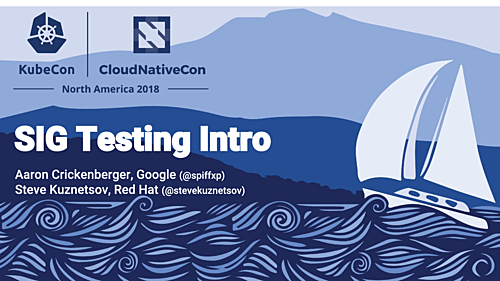 KubeCon
CloudNativeCon
North America 2018
SIG Testing Intro
Aaron Crickenberger, Google (@spiffxp)
Steve Kuznetsov, Red Hat (@stevekuznetsov)